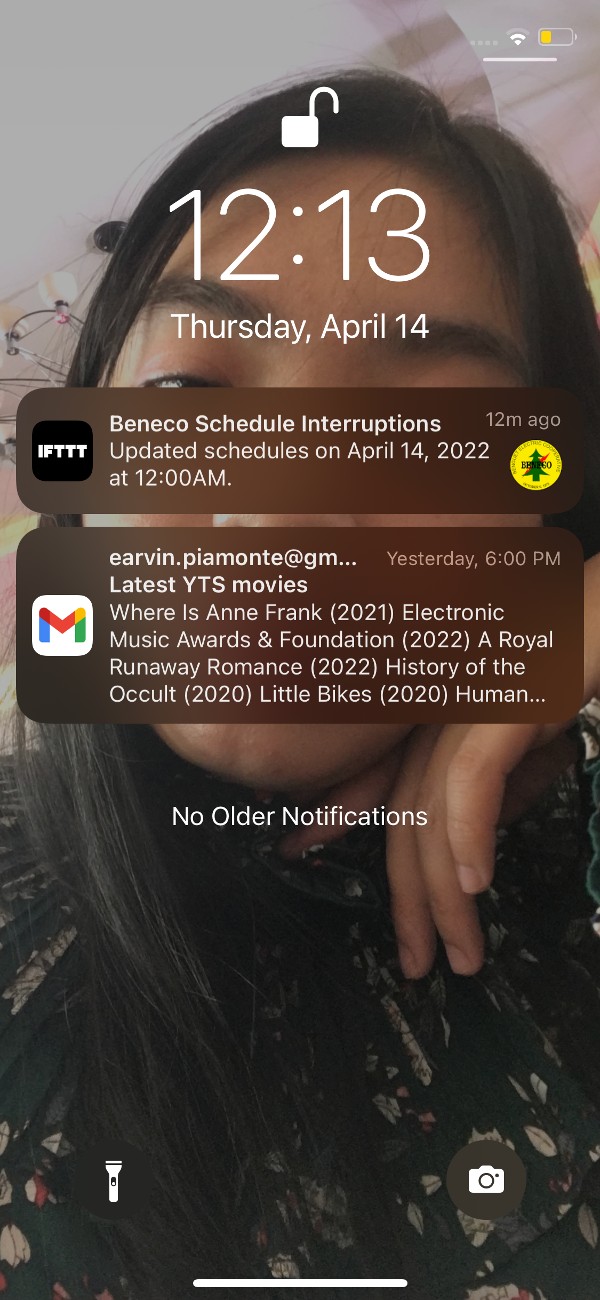 12:13
Thursday, April 14
IFTTT
Beneco Schedule Interruptions
12m ago
Updated schedules on April 14, 2022
at 12:00AM.
BENECO
earvin.piamonte@gm...
Yesterday, 6:00 PM
Latest YTS movies
Where Is Anne Frank (2021) Electronic
Music Awards & Foundation (2022) A Royal
Runaway Romance (2022) History of the
Occult (2020) Little Bikes (2020) Human...
No Older Notifications